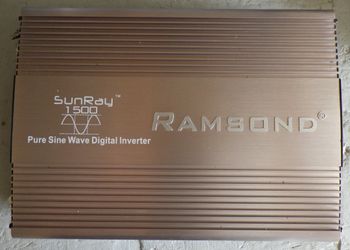 SunRay™
1500
Pure Sine Wave Digital Inverter
RAMSOND®